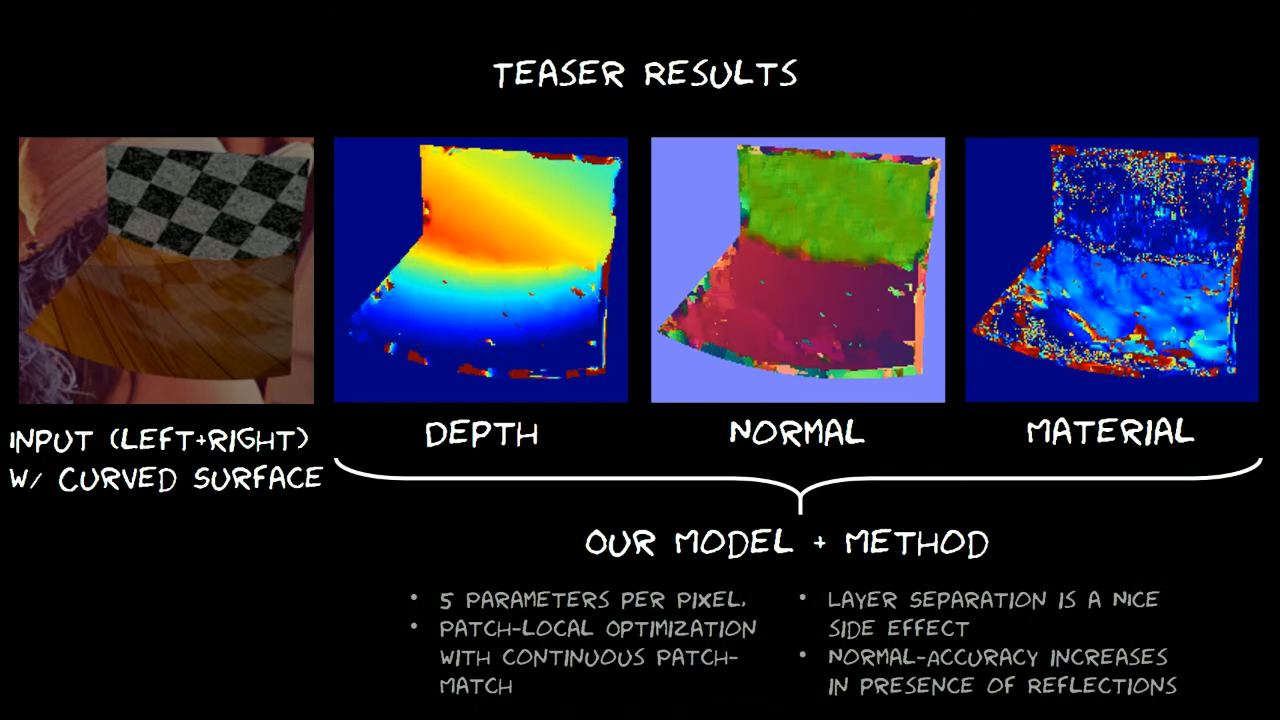 TEASER RESULTS
INPUT (LEFT+RIGHT)
W/ CURVED SURFACE
DEPTH
NORMAL
MATERIAL
OUR MODEL + METHOD
• 5 PARAMETERS PER PIXEL.
• PATCH-LOCAL OPTIMIZATION
WITH CONTINUOUS PATCH-
MATCH
• LAYER SEPARATION IS A NICE
SIDE EFFECT
• NORMAL-ACCURACY INCREASES
IN PRESENCE OF REFLECTIONS